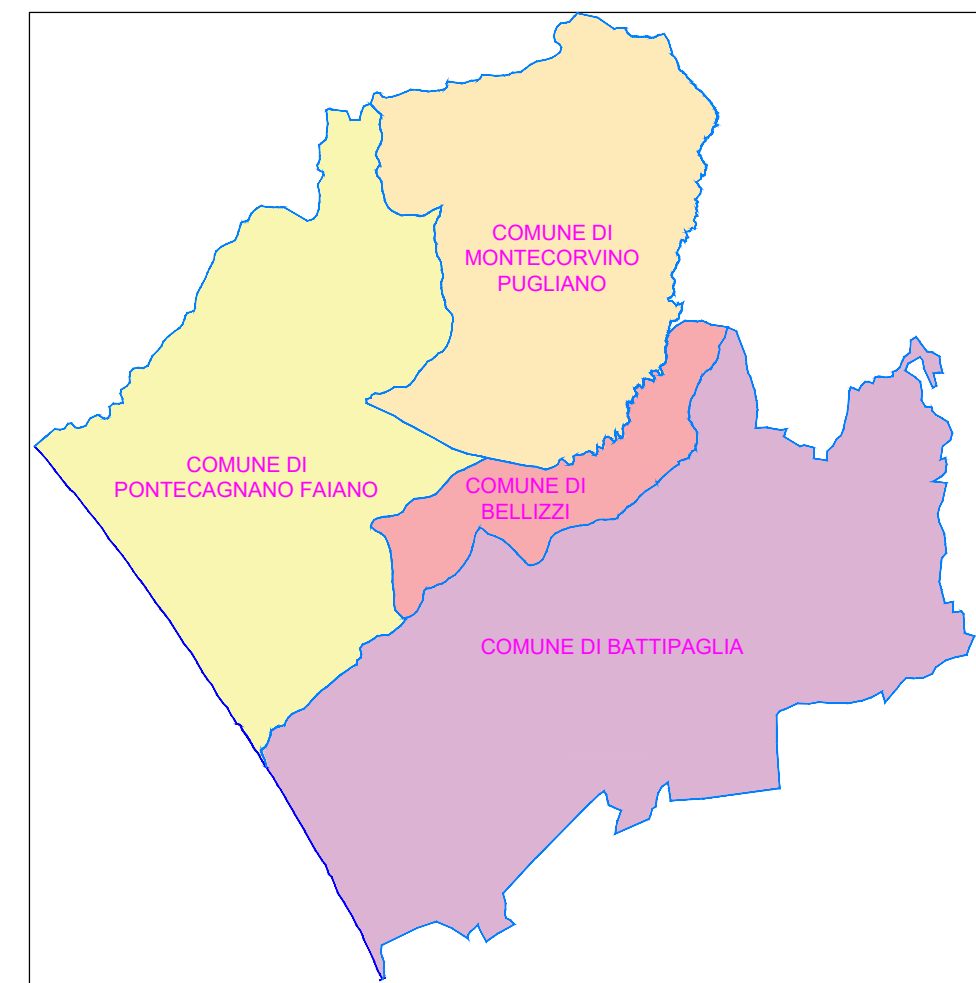 COMUNE DI
MONTECORVINO
PUGLIANO
COMUNE DI
PONTECAGNANO FAIANO
COMUNE DI
BELLIZZI
COMUNE DI BATTIPAGLIA